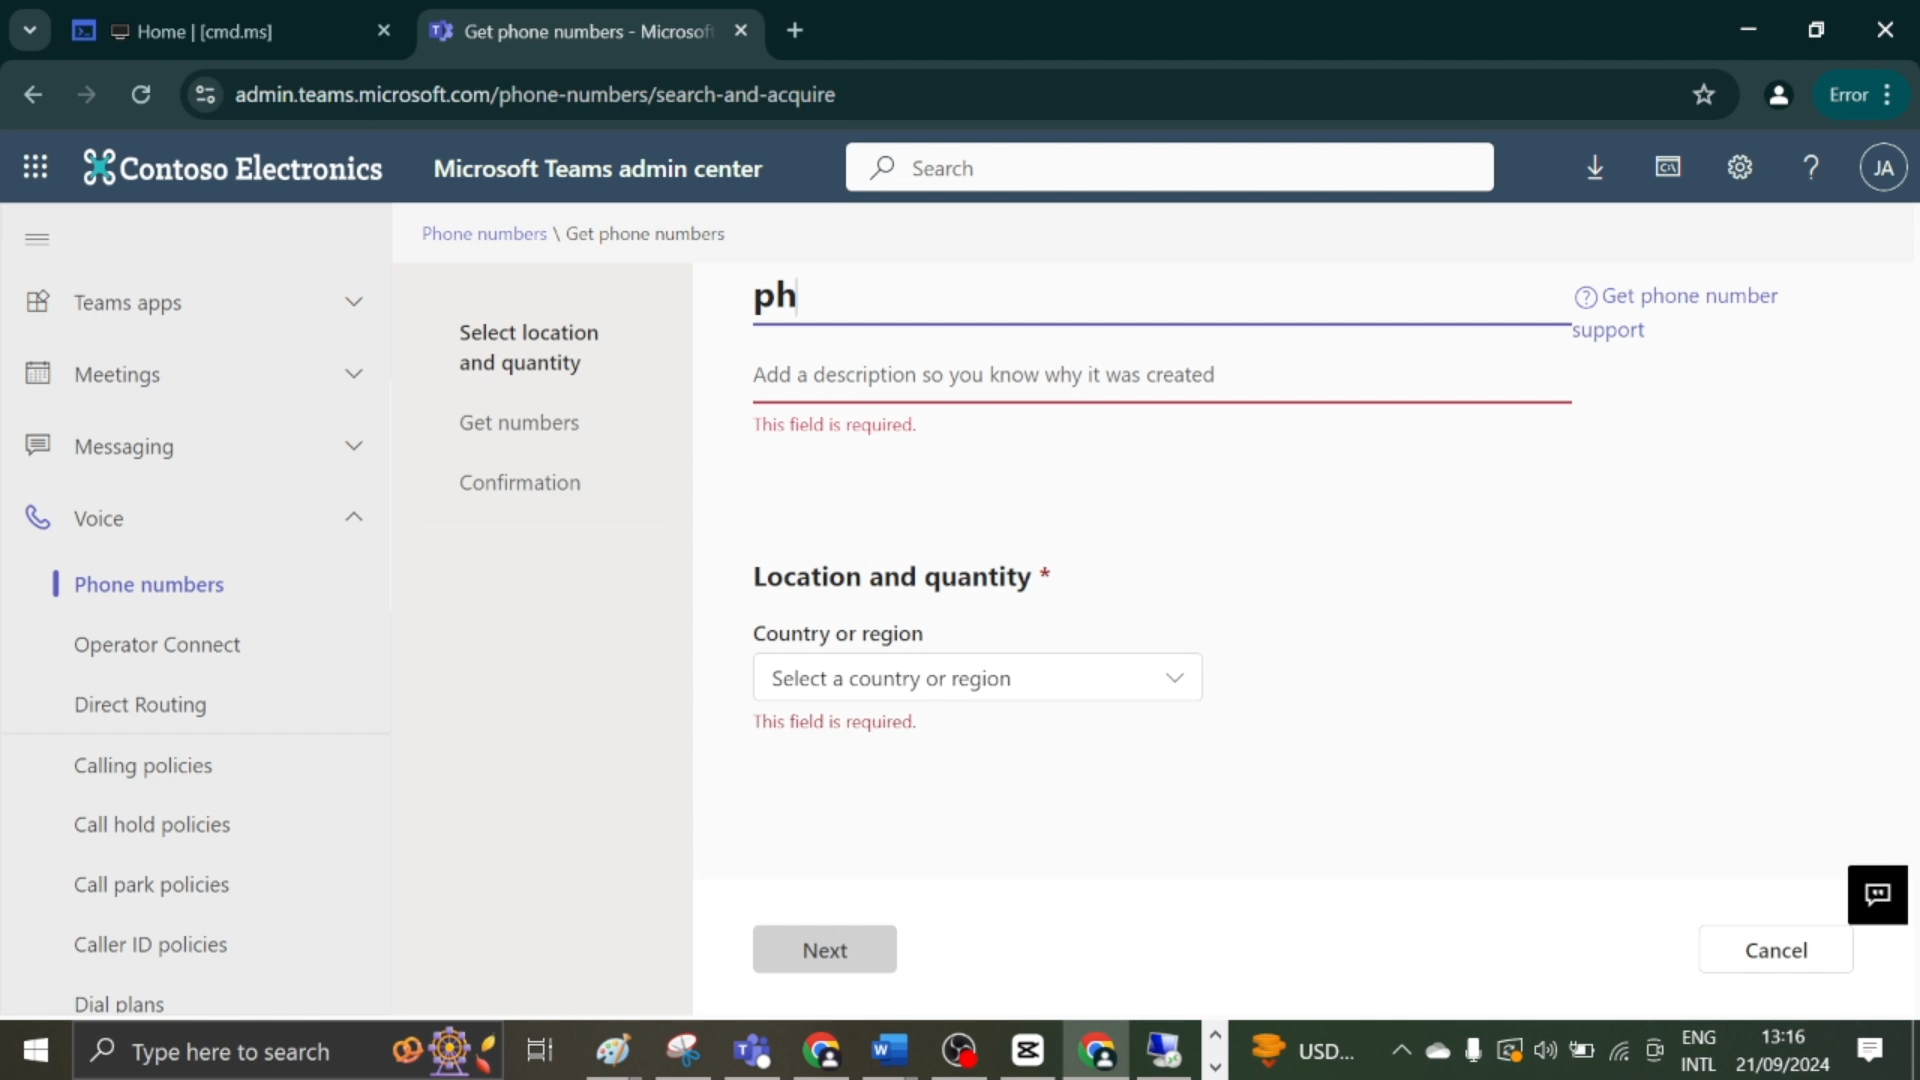 Home | [cmd.ms]
Get phone numbers - Microsoft
admin.teams.microsoft.com/phone-numbers/search-and-acquire
Error
Contoso Electronics
Microsoft Teams admin center
Search
JA
Phone numbers \ Get phone numbers
Teams apps
Meetings
Messaging
Voice
Phone numbers
Operator Connect
Direct Routing
Calling policies
Call hold policies
Call park policies
Caller ID policies
Dial plans
Select location
and quantity
Get numbers
Confirmation
ph
Get phone number
support
Add a description so you know why it was created
This field is required.
Location and quantity *
Country or region
Select a country or region
This field is required.
Next
Cancel
Type here to search
USD...
ENG
INTL
13:16
21/09/2024